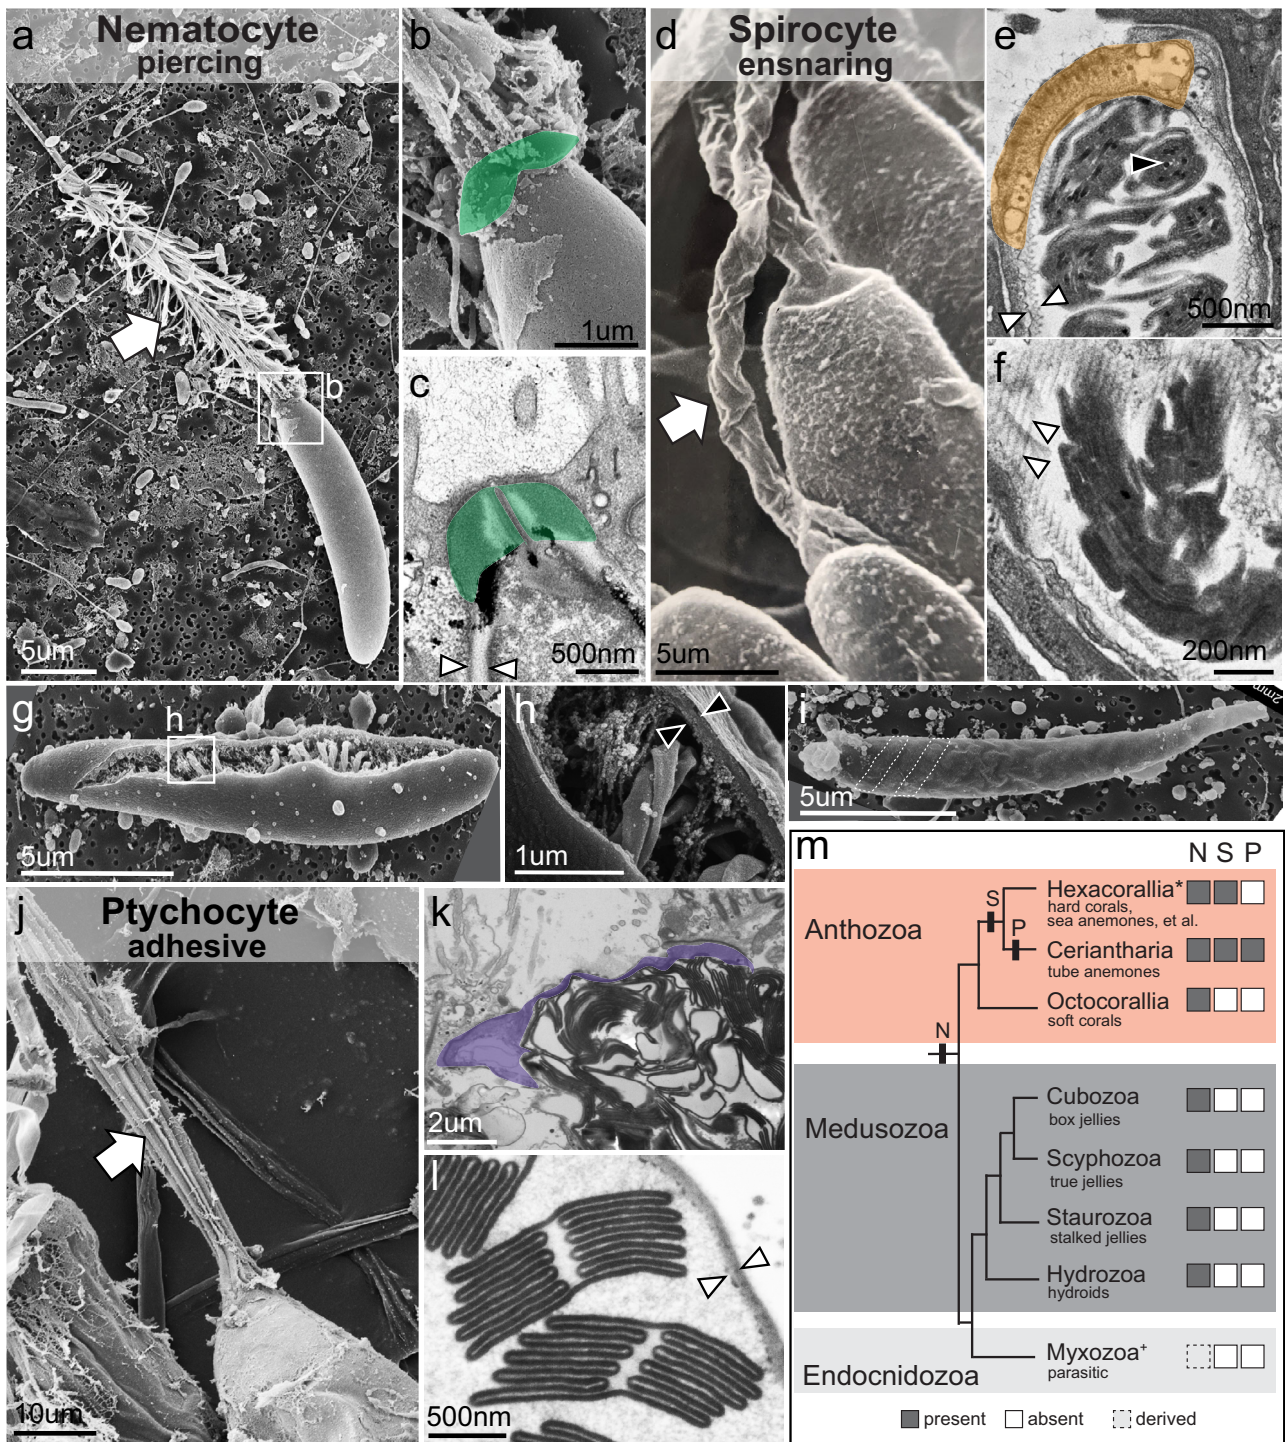 a
Nematocyte
piercing
b
5um
b
1um
c
500nm
d
Spirocyte
ensnaring
5um
e
500nm
f
200nm
g
h
5um
h
1um
i
2mm
5um
j
Ptychocyte
adhesive
10um
k
2um
l
500nm
m
N S P
Anthozoa
S
Hexacorallia*
hard corals,
sea anemones, et al.
P
Ceriantharia
tube anemones
Octocorallia
soft corals
N
Medusozoa
Cubozoa
box jellies
Scyphozoa
true jellies
Staurozoa
stalked jellies
Hydrozoa
hydroids
Endocnidozoa
Myxozoa+
parasitic
present absent derived